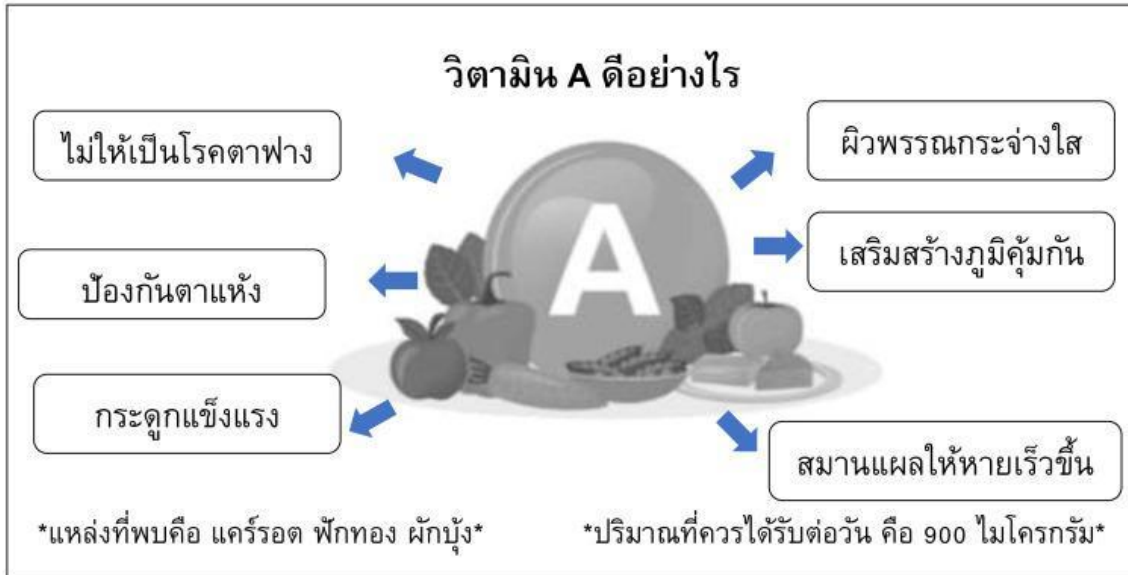 วิตามิน A ดีอย่างไร
ไม่ให้เป็นโรคตาฟาง
ผิวพรรณกระจ่างใส
A
เสริมสร้างภูมิคุ้มกัน
ป้องกันตาแห้ง
กระดูกแข็งแรง
สมานแผลให้หายเร็วขึ้น
*แหล่งที่พบคือ แคร์รอต ฟักทอง ผักบุ้ง*
*ปริมาณที่ควรได้รับต่อวัน คือ 900 ไมโครกรัม*